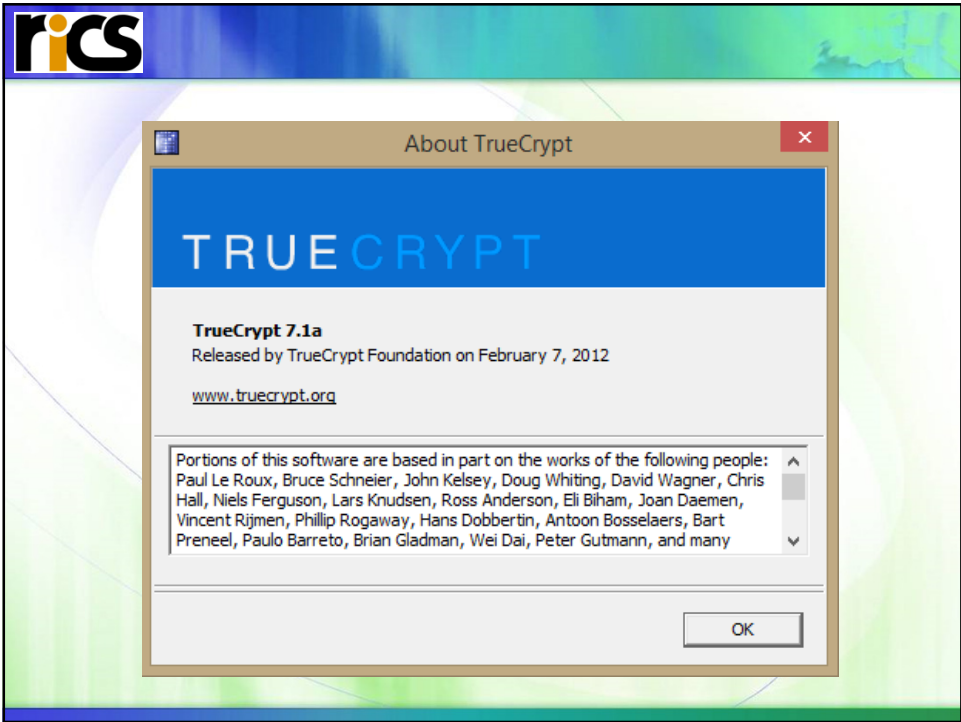 rics
About TrueCrypt
TRUECRYPT
TrueCrypt 7.1a
Released by TrueCrypt Foundation on February 7, 2012
www.truecrypt.org
Portions of this software are based in part on the works of the following people:
Paul Le Roux, Bruce Schneier, John Kelsey, Doug Whiting, David Wagner, Chris
Hall, Niels Ferguson, Lars Knudsen, Ross Anderson, Eli Biham, Joan Daemen,
Vincent Rijmen, Phillip Rogaway, Hans Dobbertin, Antoon Bosselaers, Bart
Preneel, Paulo Barreto, Brian Gladman, Wei Dai, Peter Gutmann, and many
OK